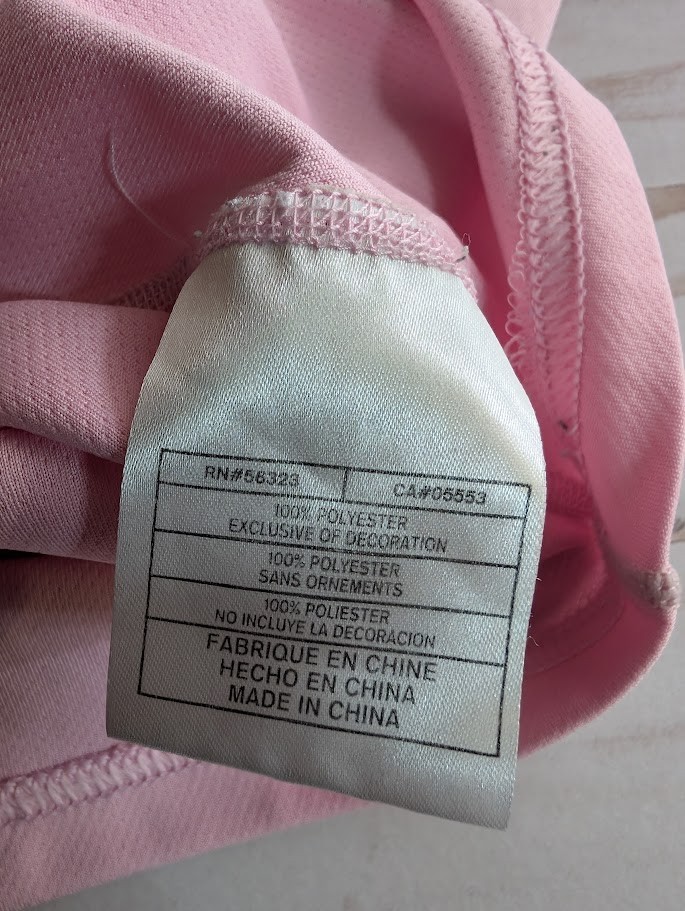 RN#56323 CA#05553
100% POLYESTER
EXCLUSIVE OF DECORATION
100% POLYESTER
SANS ORNEMENTS
100% POLIESTER
NO INCLUYE LA DECORACION
FABRIQUE EN CHINE
HECHO EN CHINA
MADE IN CHINA